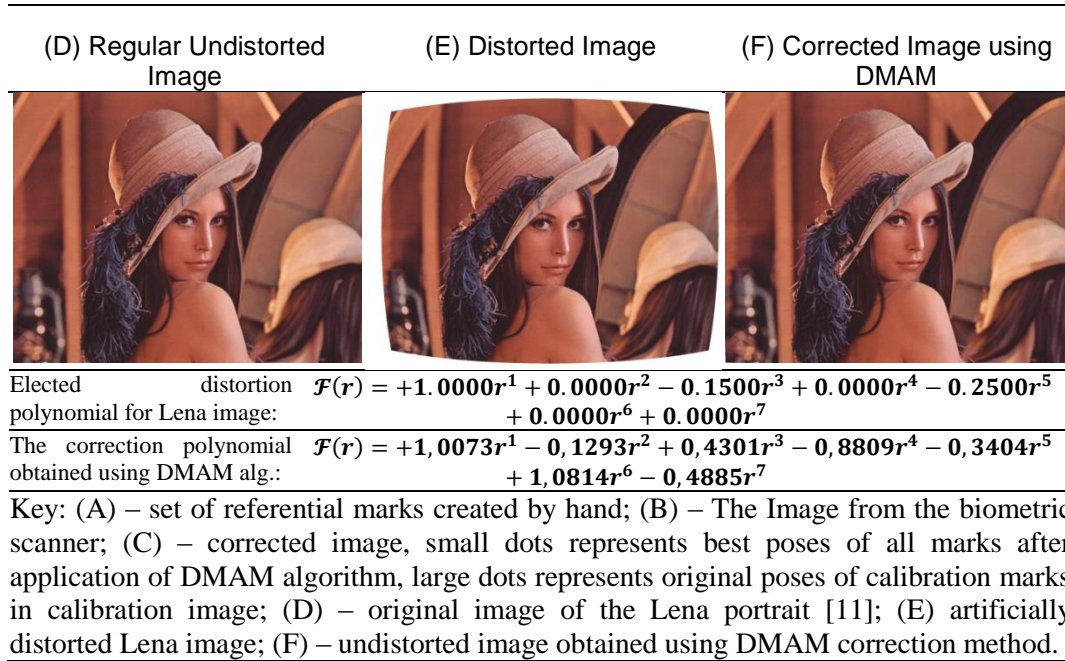 (D) Regular Undistorted Image
(E) Distorted Image
(F) Corrected Image using DMAM
Elected distortion polynomial for Lena image:
𝓕(r) = +1.0000r¹ + 0.0000r² − 0.1500r³ + 0.0000r⁴ − 0.2500r⁵
+ 0.0000r⁶ + 0.0000r⁷
The correction polynomial obtained using DMAM alg.:
𝓕(r) = +1,0073r¹ − 0,1293r² + 0,4301r³ − 0,8809r⁴ − 0,3404r⁵
+ 1,0814r⁶ − 0,4885r⁷
Key: (A) – set of referential marks created by hand; (B) – The Image from the biometric
scanner; (C) – corrected image, small dots represents best poses of all marks after
application of DMAM algorithm, large dots represents original poses of calibration marks
in calibration image; (D) – original image of the Lena portrait [11]; (E) artificially
distorted Lena image; (F) – undistorted image obtained using DMAM correction method.